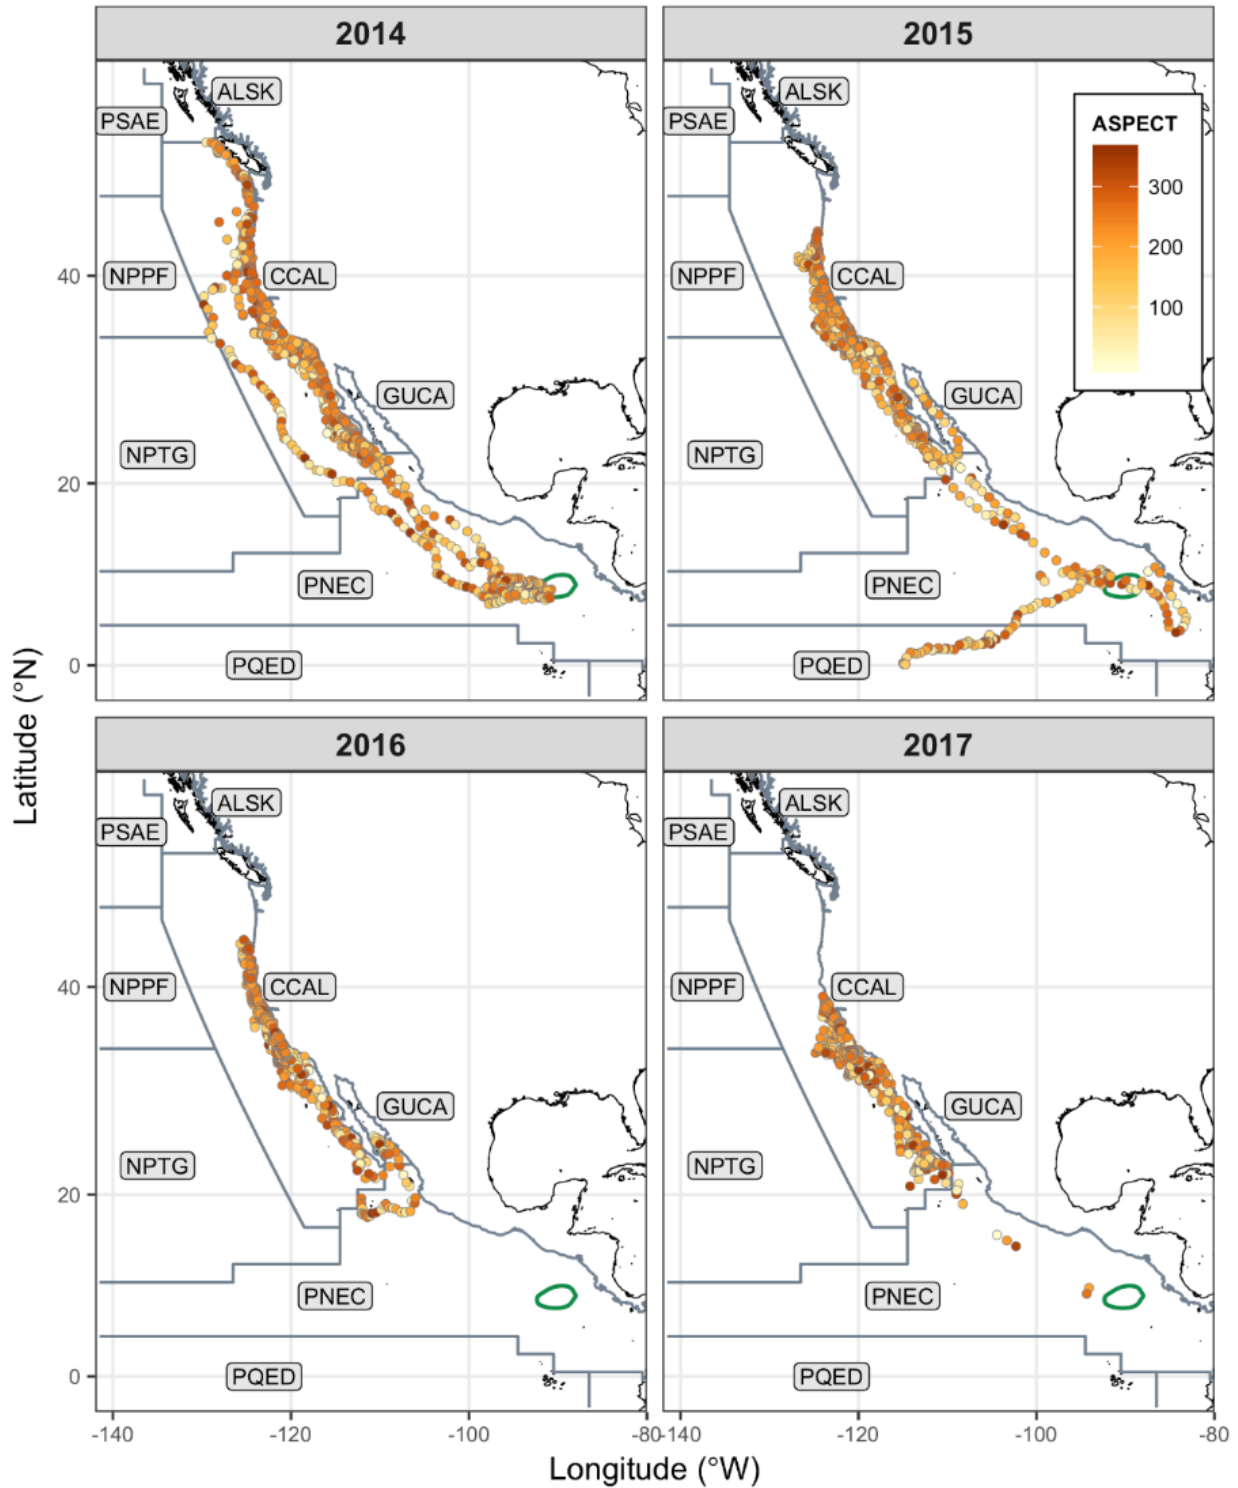 2014
2015
ALSK
PSAE
NPPF
CCAL
GUCA
NPTG
PNEC
PQED
40
20
0
ALSK
PSAE
NPPF
CCAL
GUCA
NPTG
PNEC
PQED
ASPECT
300
200
100
Latitude (°N)
2016
2017
ALSK
PSAE
NPPF
CCAL
GUCA
NPTG
PNEC
PQED
40
20
0
ALSK
PSAE
NPPF
CCAL
GUCA
NPTG
PNEC
PQED
-140
-120
-100
-80
-140
-120
-100
-80
Longitude (°W)